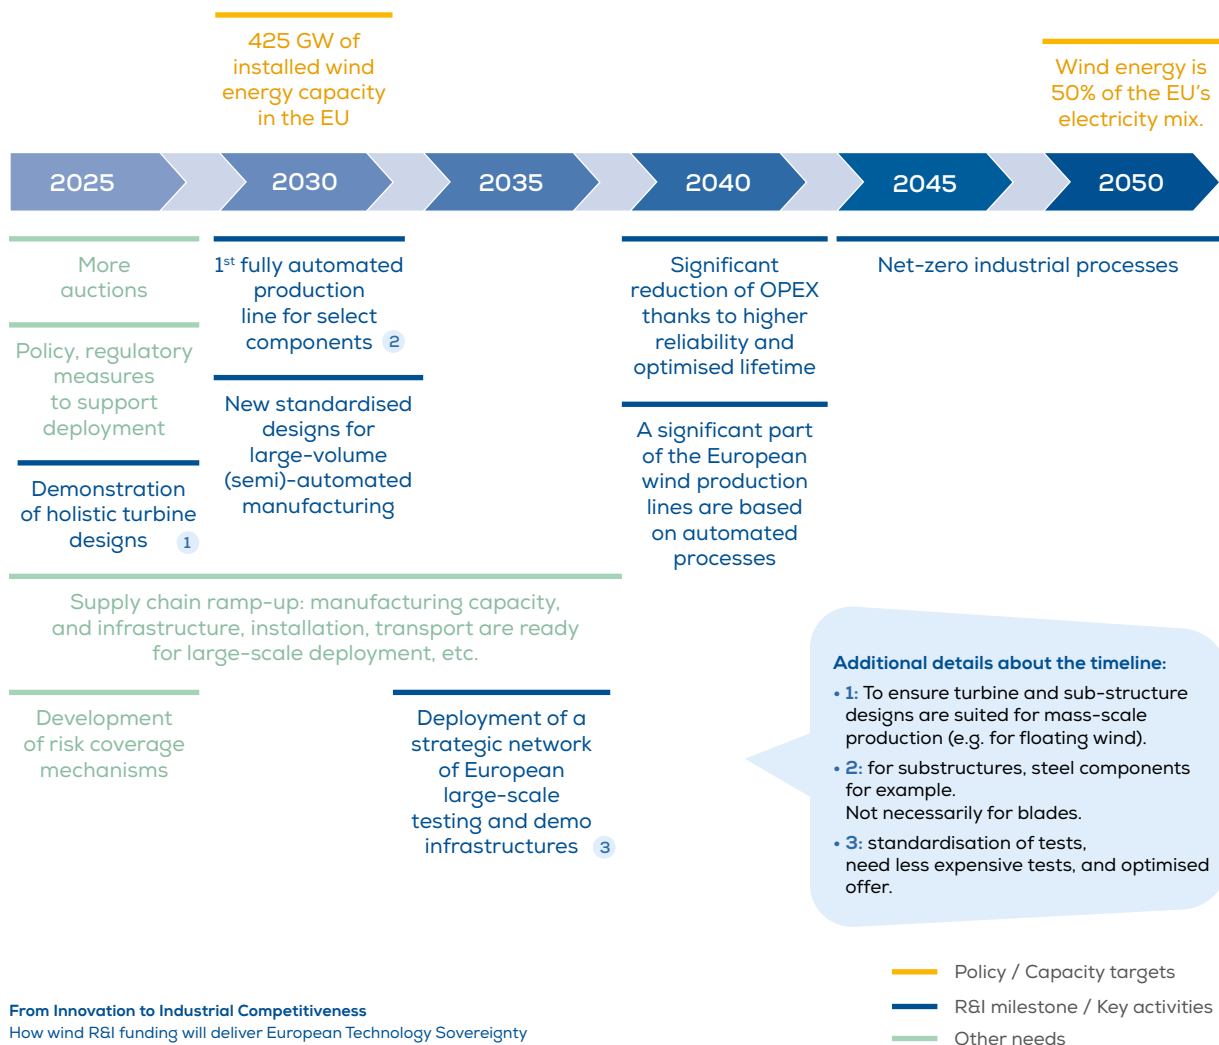 425 GW of
installed wind
energy capacity
in the EU
Wind energy is
50% of the EU's
electricity mix.
2025
2030
2035
2040
2045
2050
More
auctions
Policy, regulatory
measures
to support
deployment
Demonstration
of holistic turbine
designs 1
1st fully automated
production
line for select
components 2
New standardised
designs for
large-volume
(semi)-automated
manufacturing
Significant
reduction of OPEX
thanks to higher
reliability and
optimised lifetime
A significant part
of the European
wind production
lines are based
on automated
processes
Net-zero industrial processes
Supply chain ramp-up: manufacturing capacity,
and infrastructure, installation, transport are ready
for large-scale deployment, etc.
Development
of risk coverage
mechanisms
Deployment of a
strategic network
of European
large-scale
testing and demo
infrastructures 3
Additional details about the timeline:
• 1: To ensure turbine and sub-structure
designs are suited for mass-scale
production (e.g. for floating wind).
• 2: for substructures, steel components
for example.
Not necessarily for blades.
• 3: standardisation of tests,
need less expensive tests, and optimised
offer.
Policy / Capacity targets
R&I milestone / Key activities
Other needs
From Innovation to Industrial Competitiveness
How wind R&I funding will deliver European Technology Sovereignty